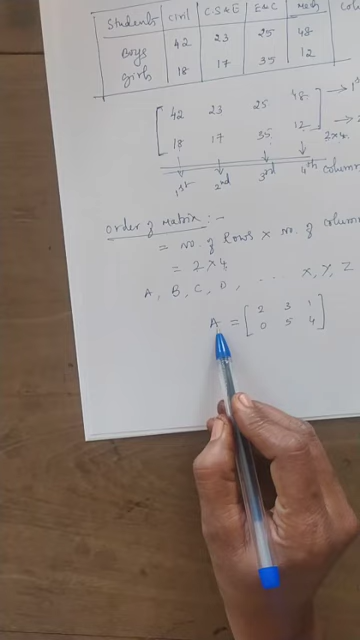 Students Civil CS&E E&C Mech
Boys 42 23 25 48
Girls 18 17 35 12
[ 42 23 25 48 ] → 1st
[ 18 17 35 12 ] → 2
2×4
1st 2nd 3rd 4th column
Order of Matrix :-
= No. of Rows × No. of Column
= 2×4
A, B, C, D, ..... X, Y, Z
A = [ 2 3 1
0 5 4 ]